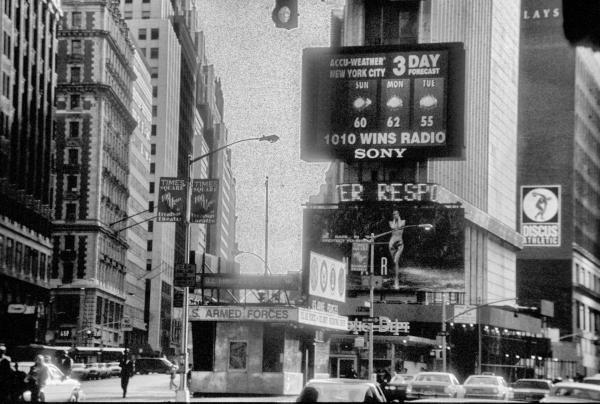 LAYS
ACCU-WEATHER®
NEW YORK CITY
3 DAY
FORECAST
SUN MON TUE
60 62 55
1010 WINS RADIO
SONY
ER RESPO
TIMES
SQUARE
TIMES
SQUARE
DISCUS
ATHLETIC
R
S. ARMED FORCES